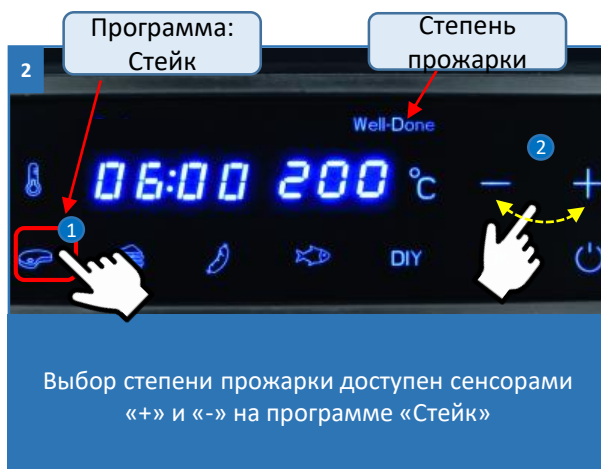 Программа:
Стейк
Степень
прожарки
2
Well-Done
2
06:00 200 °C
1
DIY
Выбор степени прожарки доступен сенсорами
«+» и «-» на программе «Стейк»